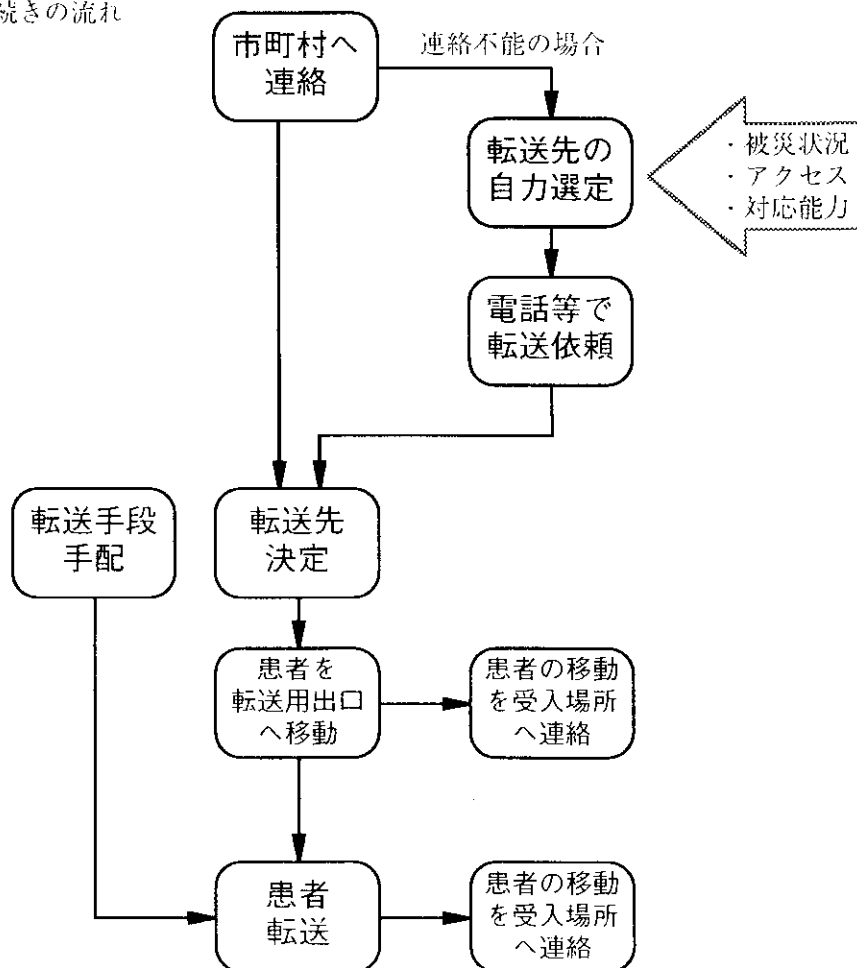 続きの流れ
市町村へ
連絡
連絡不能の場合
転送先の
自力選定
・被災状況
・アクセス
・対応能力
電話等で
転送依頼
転送手段
手配
転送先
決定
患者を
転送用出口
へ移動
患者の移動
を受入場所
へ連絡
患者
転送
患者の移動
を受入場所
へ連絡